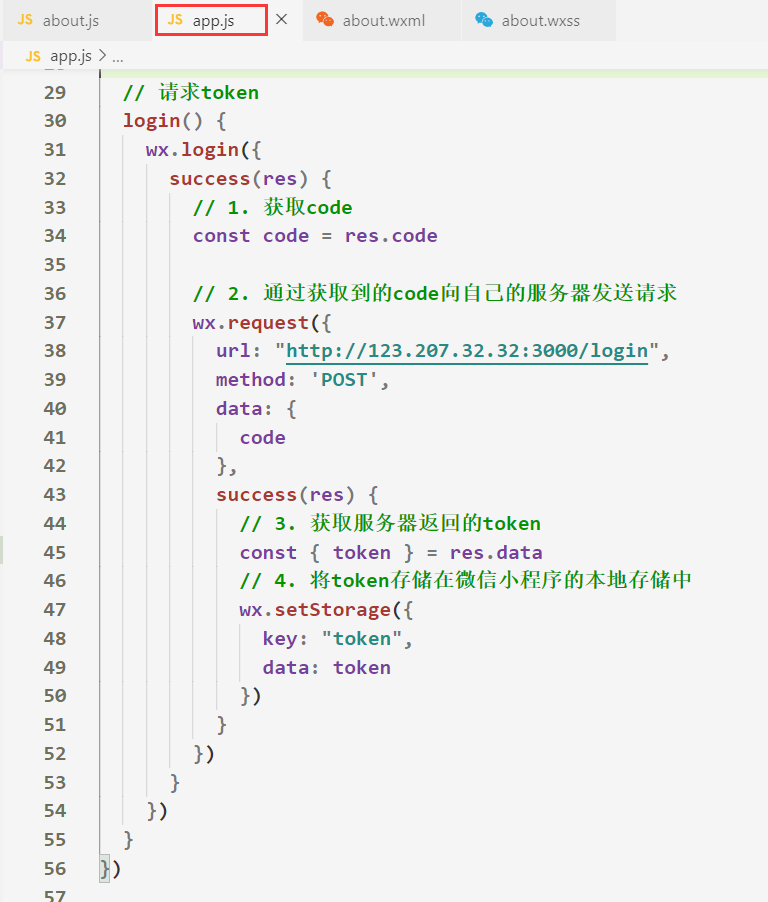 JS about.js JS app.js × about.wxml about.wxss
JS app.js > ...
29 // 请求token
30 login() {
31 wx.login({
32 success(res) {
33 // 1. 获取code
34 const code = res.code
35
36 // 2. 通过获取到的code向自己的服务器发送请求
37 wx.request({
38 url: "http://123.207.32.32:3000/login",
39 method: 'POST',
40 data: {
41 code
42 },
43 success(res) {
44 // 3. 获取服务器返回的token
45 const { token } = res.data
46 // 4. 将token存储在微信小程序的本地存储中
47 wx.setStorage({
48 key: "token",
49 data: token
50 })
51 }
52 })
53 }
54 })
55 }
56 })
57